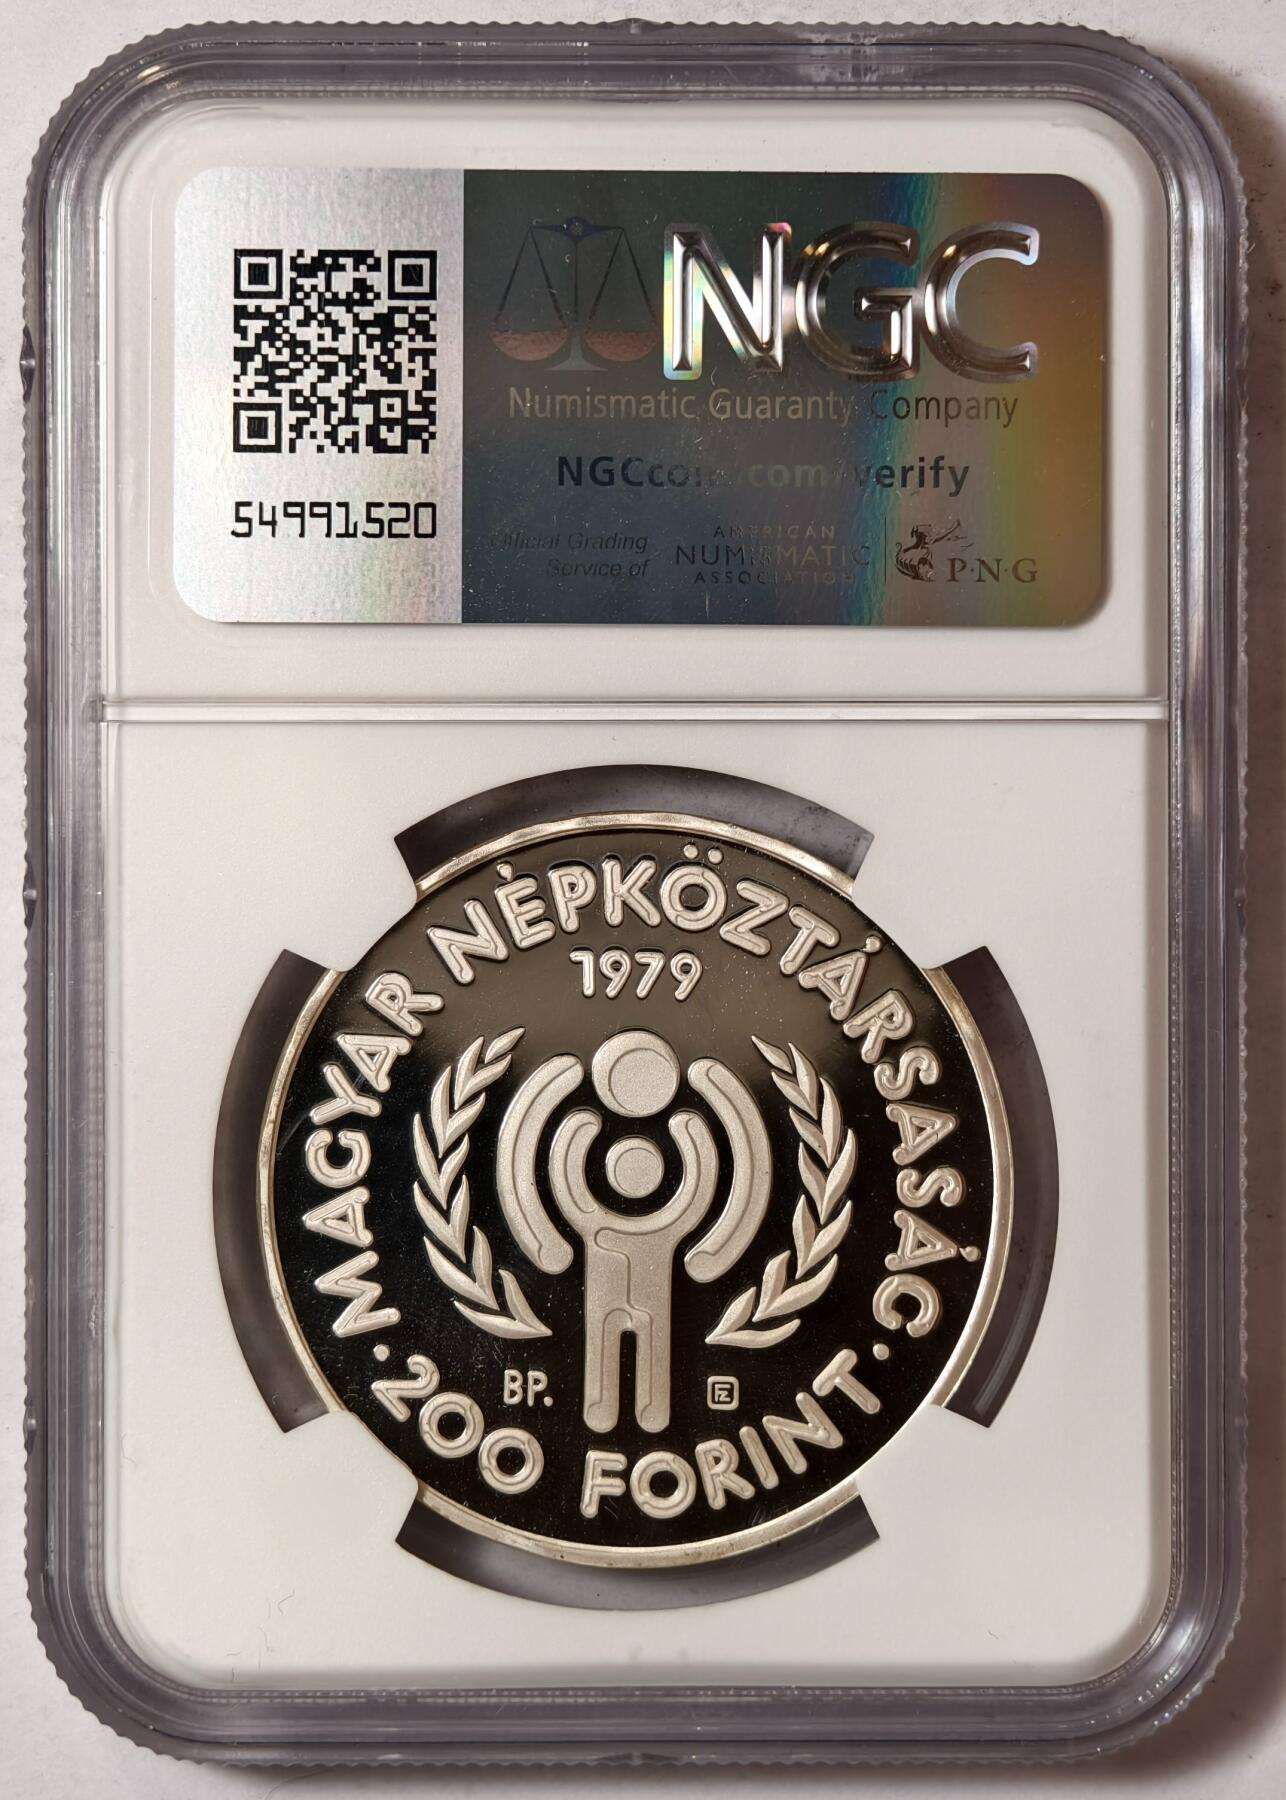 NGC
Numismatic Guaranty Company
NGCcoin.com/verify
54991520
Official Grading
Service of
AMERICAN
NUMISMATIC
ASSOCIATION
P·N·G
MAGYAR NÉPKÖZTÁRSASÁG
1979
BP.
FZ
· 200 FORINT ·